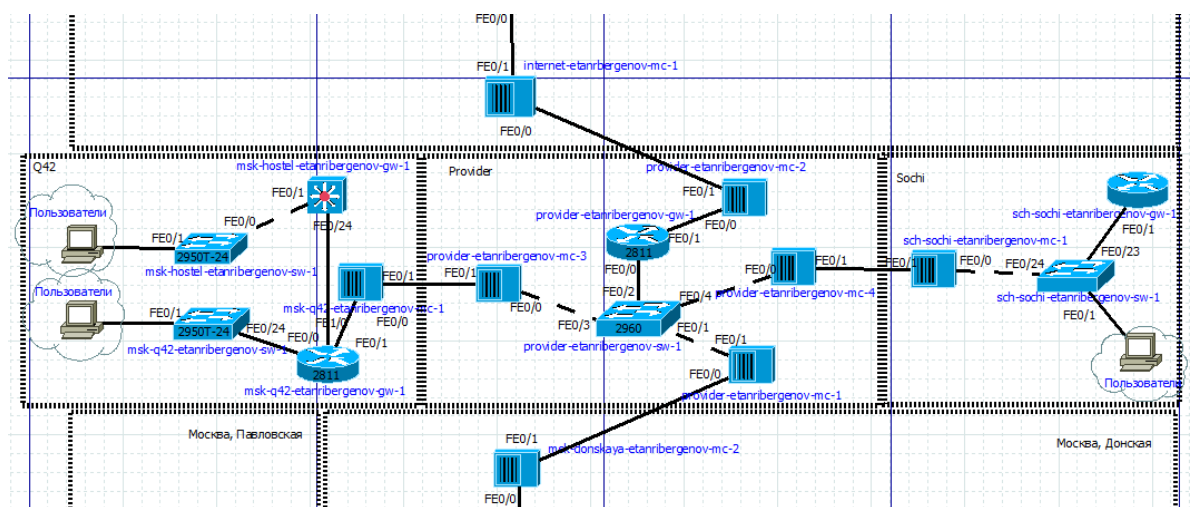 FE0/0
FE0/1
internet-etanribergenov-mc-1
FE0/0
Q42
msk-hostel-etanribergenov-gw-1
FE0/1
FE0/24
Пользователи
FE0/1
FE0/0
2950T-24
msk-hostel-etanribergenov-sw-1
Пользователи
FE0/1
2950T-24
FE0/24
msk-q42-etanribergenov-sw-1
FE0/0
FE1/0
FE0/1
2811
msk-q42-etanribergenov-gw-1
FE0/1
msk-q42-etanribergenov-mc-1
FE0/0
Provider
provider-etanribergenov-mc-2
FE0/1
FE0/0
provider-etanribergenov-gw-1
FE0/1
2811
FE0/0
provider-etanribergenov-mc-3
FE0/1
FE0/0
FE0/2
FE0/4
FE0/3
FE0/1
2960
provider-etanribergenov-sw-1
FE0/0
FE0/1
provider-etanribergenov-mc-4
FE0/1
FE0/0
provider-etanribergenov-mc-1
Sochi
sch-sochi-etanribergenov-gw-1
FE0/1
sch-sochi-etanribergenov-mc-1
FE0/1
FE0/0
FE0/24
FE0/23
sch-sochi-etanribergenov-sw-1
FE0/1
Пользователи
Москва, Павловская
FE0/1
msk-donskaya-etanribergenov-mc-2
FE0/0
Москва, Донская